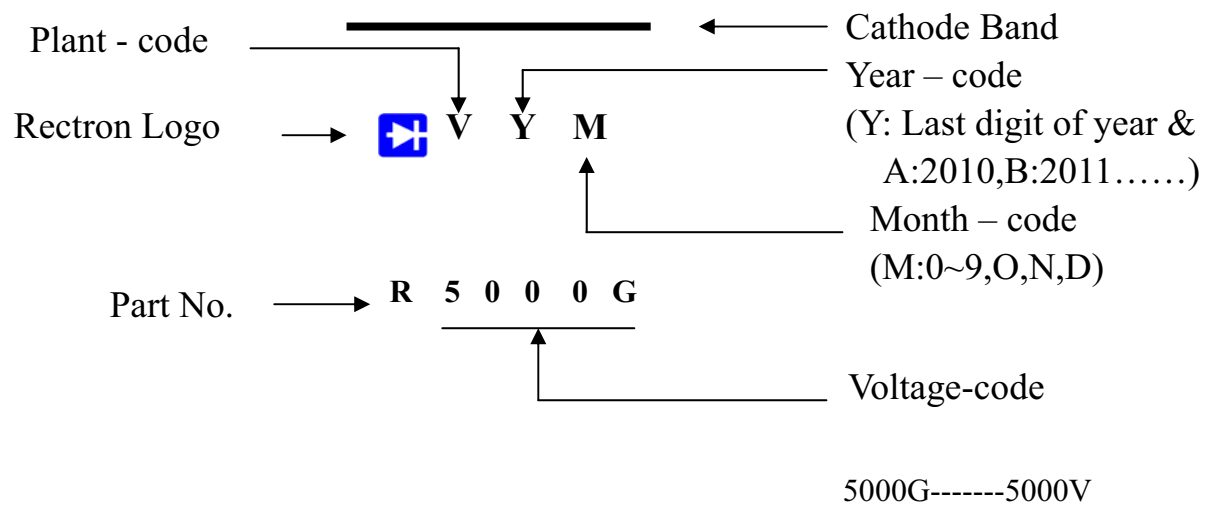 Plant - code
Cathode Band
Year – code
Rectron Logo
V Y M
(Y: Last digit of year &
A:2010,B:2011……)
Month – code
(M:0~9,O,N,D)
Part No.
R 5 0 0 0 G
Voltage-code
5000G-------5000V